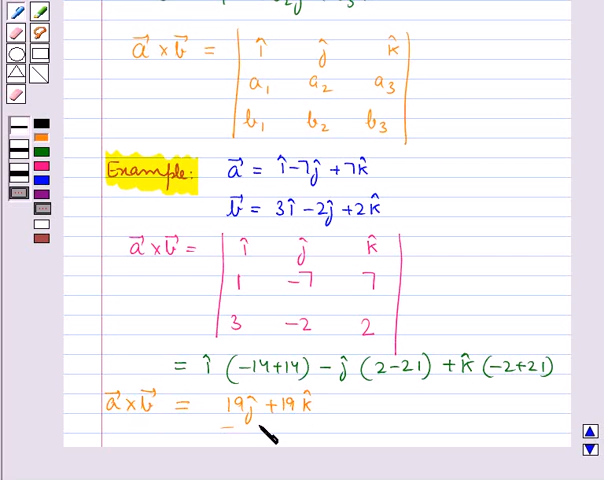 a⃗ × b⃗ = | î ĵ k̂ |
| a₁ a₂ a₃ |
| b₁ b₂ b₃ |
Example: a⃗ = î - 7ĵ + 7k̂
b⃗ = 3î - 2ĵ + 2k̂
a⃗ × b⃗ = | î ĵ k̂ |
| 1 -7 7 |
| 3 -2 2 |
= î (-14+14) - ĵ (2-21) + k̂ (-2+21)
a⃗ × b⃗ = 19ĵ + 19k̂